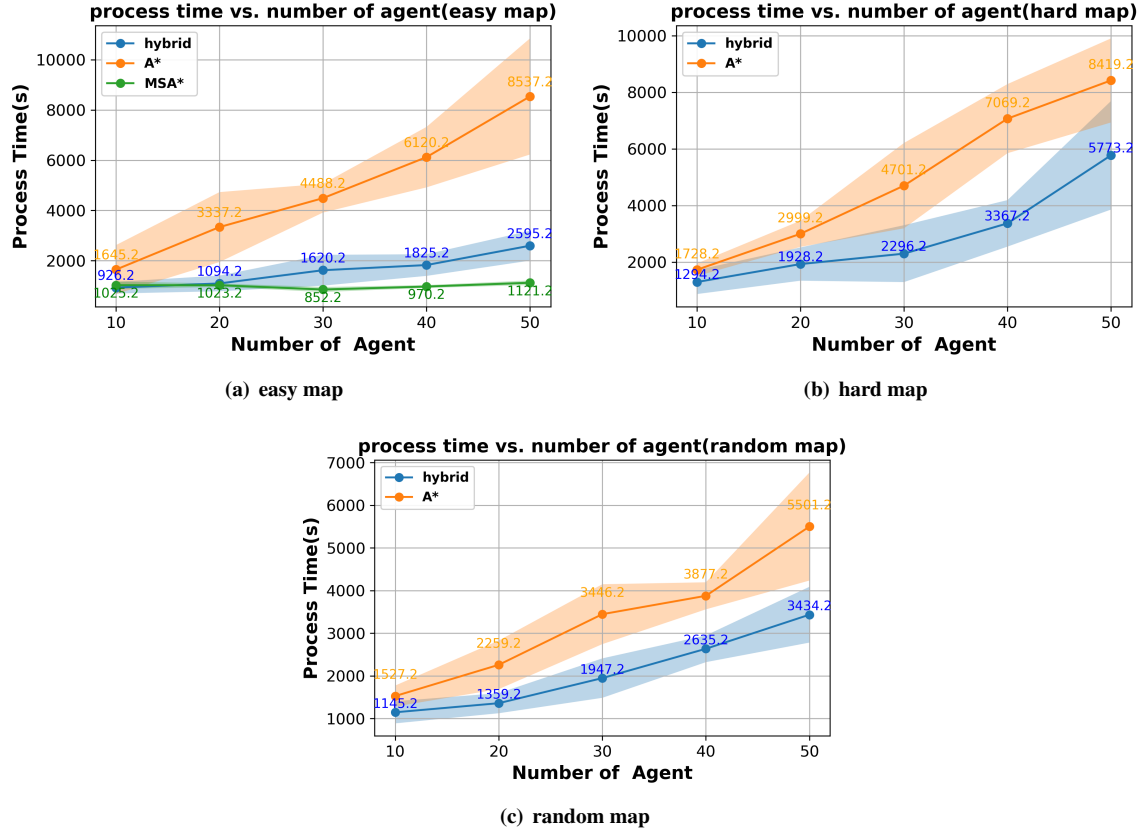 process time vs. number of agent(easy map)
hybrid
A*
MSA*
Process Time(s)
10000
8000
6000
4000
2000
1645.2
3337.2
4488.2
6120.2
8537.2
926.2
1094.2
1620.2
1825.2
2595.2
1025.2
1023.2
852.2
970.2
1121.2
10 20 30 40 50
Number of Agent
(a) easy map
process time vs. number of agent(hard map)
hybrid
A*
Process Time(s)
10000
8000
6000
4000
2000
1728.2
2999.2
4701.2
7069.2
8419.2
1294.2
1928.2
2296.2
3367.2
5773.2
10 20 30 40 50
Number of Agent
(b) hard map
process time vs. number of agent(random map)
hybrid
A*
Process Time(s)
7000
6000
5000
4000
3000
2000
1000
1527.2
2259.2
3446.2
3877.2
5501.2
1145.2
1359.2
1947.2
2635.2
3434.2
10 20 30 40 50
Number of Agent
(c) random map